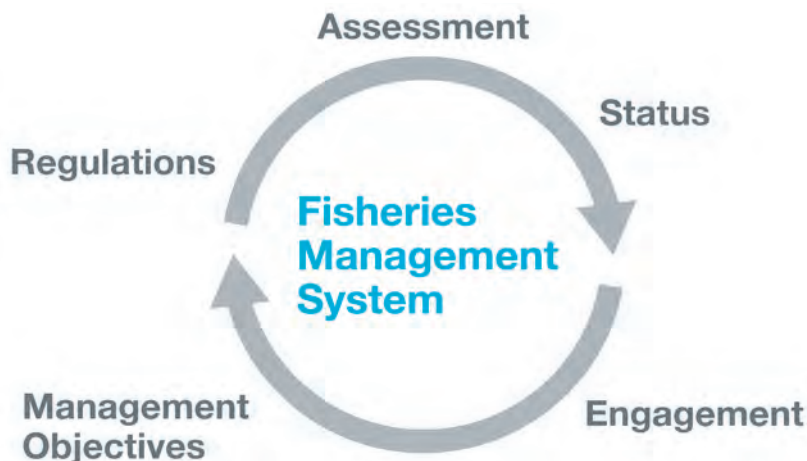 Assessment
Status
Regulations
Fisheries
Management
System
Management
Objectives
Engagement